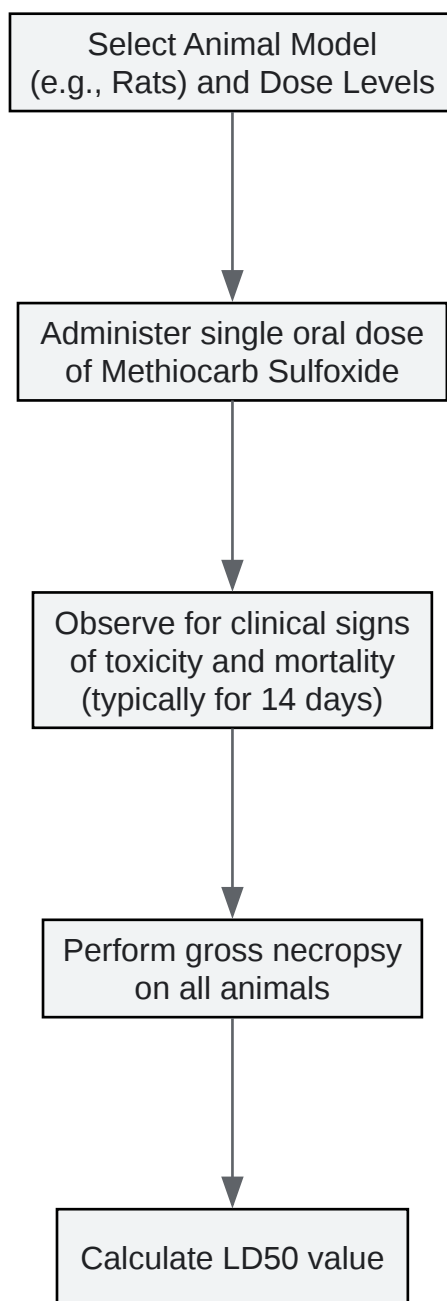 Select Animal Model
(e.g., Rats) and Dose Levels
Administer single oral dose
of Methiocarb Sulfoxide
Observe for clinical signs
of toxicity and mortality
(typically for 14 days)
Perform gross necropsy
on all animals
Calculate LD50 value